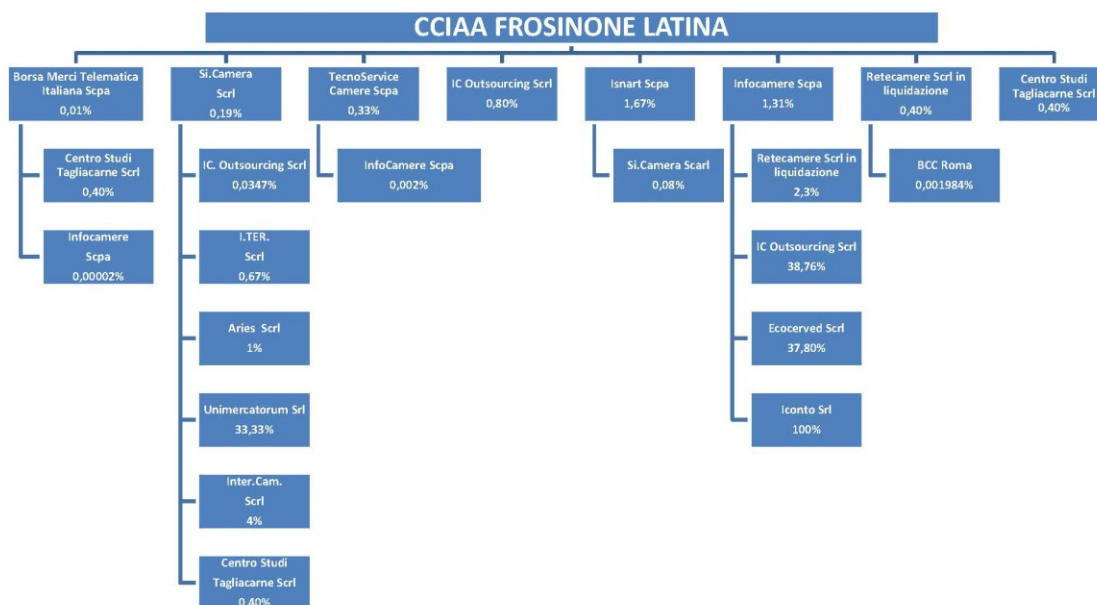 CCIAA FROSINONE LATINA
Borsa Merci Telematica
Italiana Scpa
0,01%
Centro Studi
Tagliacarne Scrl
0,40%
Infocamere
Scpa
0,00002%
Si.Camera
Scrl
0,19%
IC. Outsourcing Scrl
0,0347%
I.TER.
Scrl
0,67%
Aries Scrl
1%
Unimercatorum Srl
33,33%
Inter.Cam.
Scrl
4%
Centro Studi
Tagliacarne Scrl
0,40%
TecnoService
Camere Scpa
0,33%
InfoCamere Scpa
0,002%
IC Outsourcing Scrl
0,80%
Isnart Scpa
1,67%
Si.Camera Scarl
0,08%
Infocamere Scpa
1,31%
Retecamere Scrl in
liquidazione
2,3%
IC Outsourcing Scrl
38,76%
Ecocerved Scrl
37,80%
Iconto Srl
100%
Retecamere Scrl in
liquidazione
0,40%
BCC Roma
0,001984%
Centro Studi
Tagliacarne Scrl
0,40%